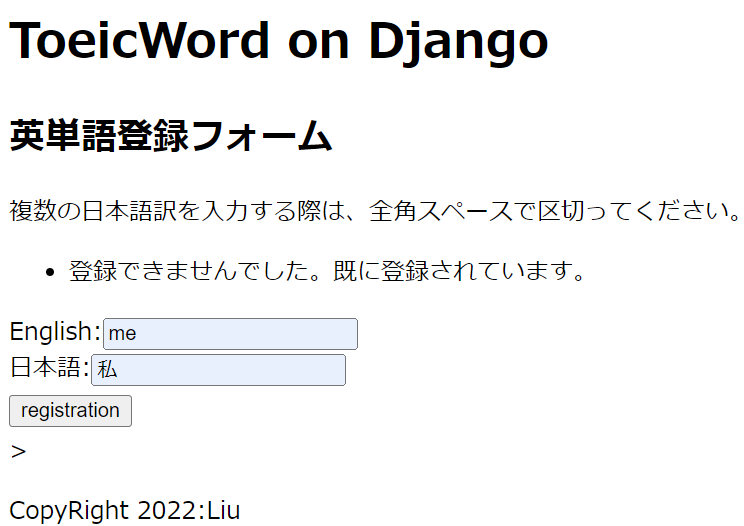 ToeicWord on Django
英単語登録フォーム
複数の日本語訳を入力する際は、全角スペースで区切ってください。
• 登録できませんでした。既に登録されています。
English:me
日本語:私
registration
>
CopyRight 2022:Liu